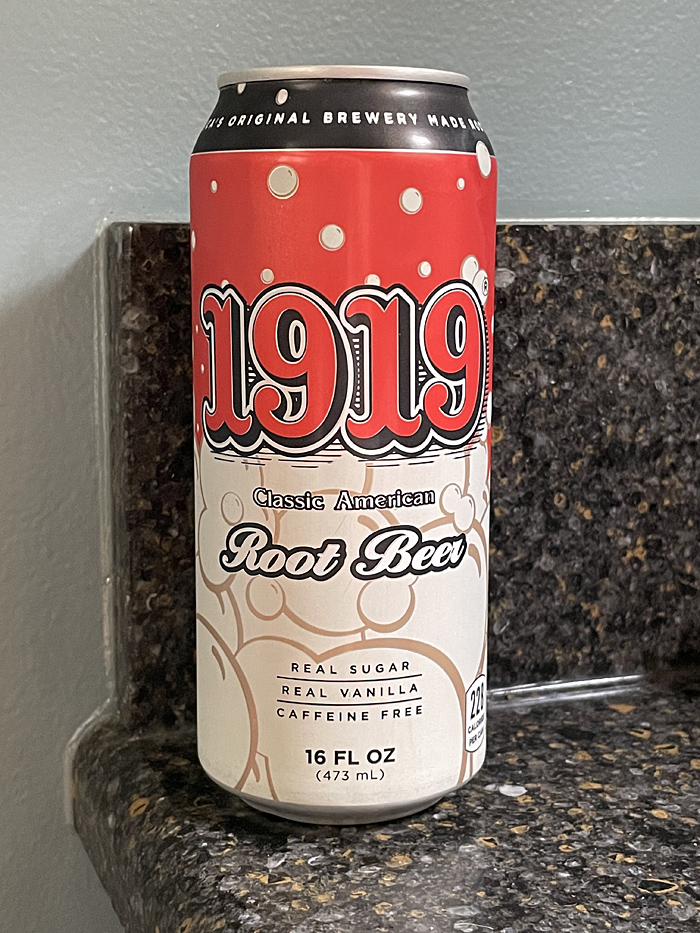 ORIGINAL BREWERY MADE
1919®
Classic American
Root Beer
REAL SUGAR
REAL VANILLA
CAFFEINE FREE
16 FL OZ
(473 mL)
PER